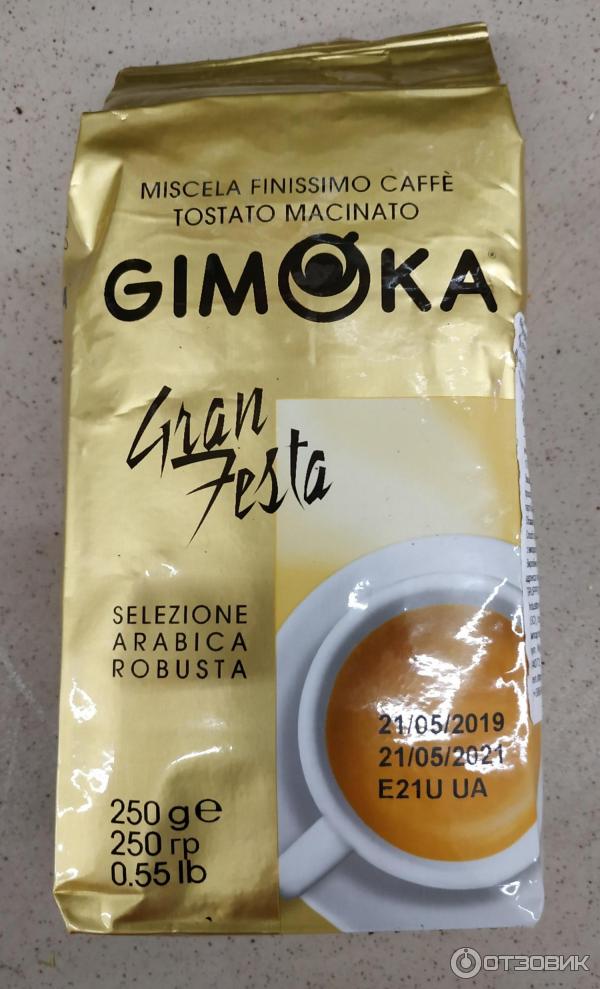 MISCELA FINISSIMO CAFFÈ
TOSTATO MACINATO
GIMOKA®
Gran
Festa
SELEZIONE
ARABICA
ROBUSTA
21/05/2019
21/05/2021
E21U UA
250 g e
250 гр
0.55 lb
ОТЗОВИК